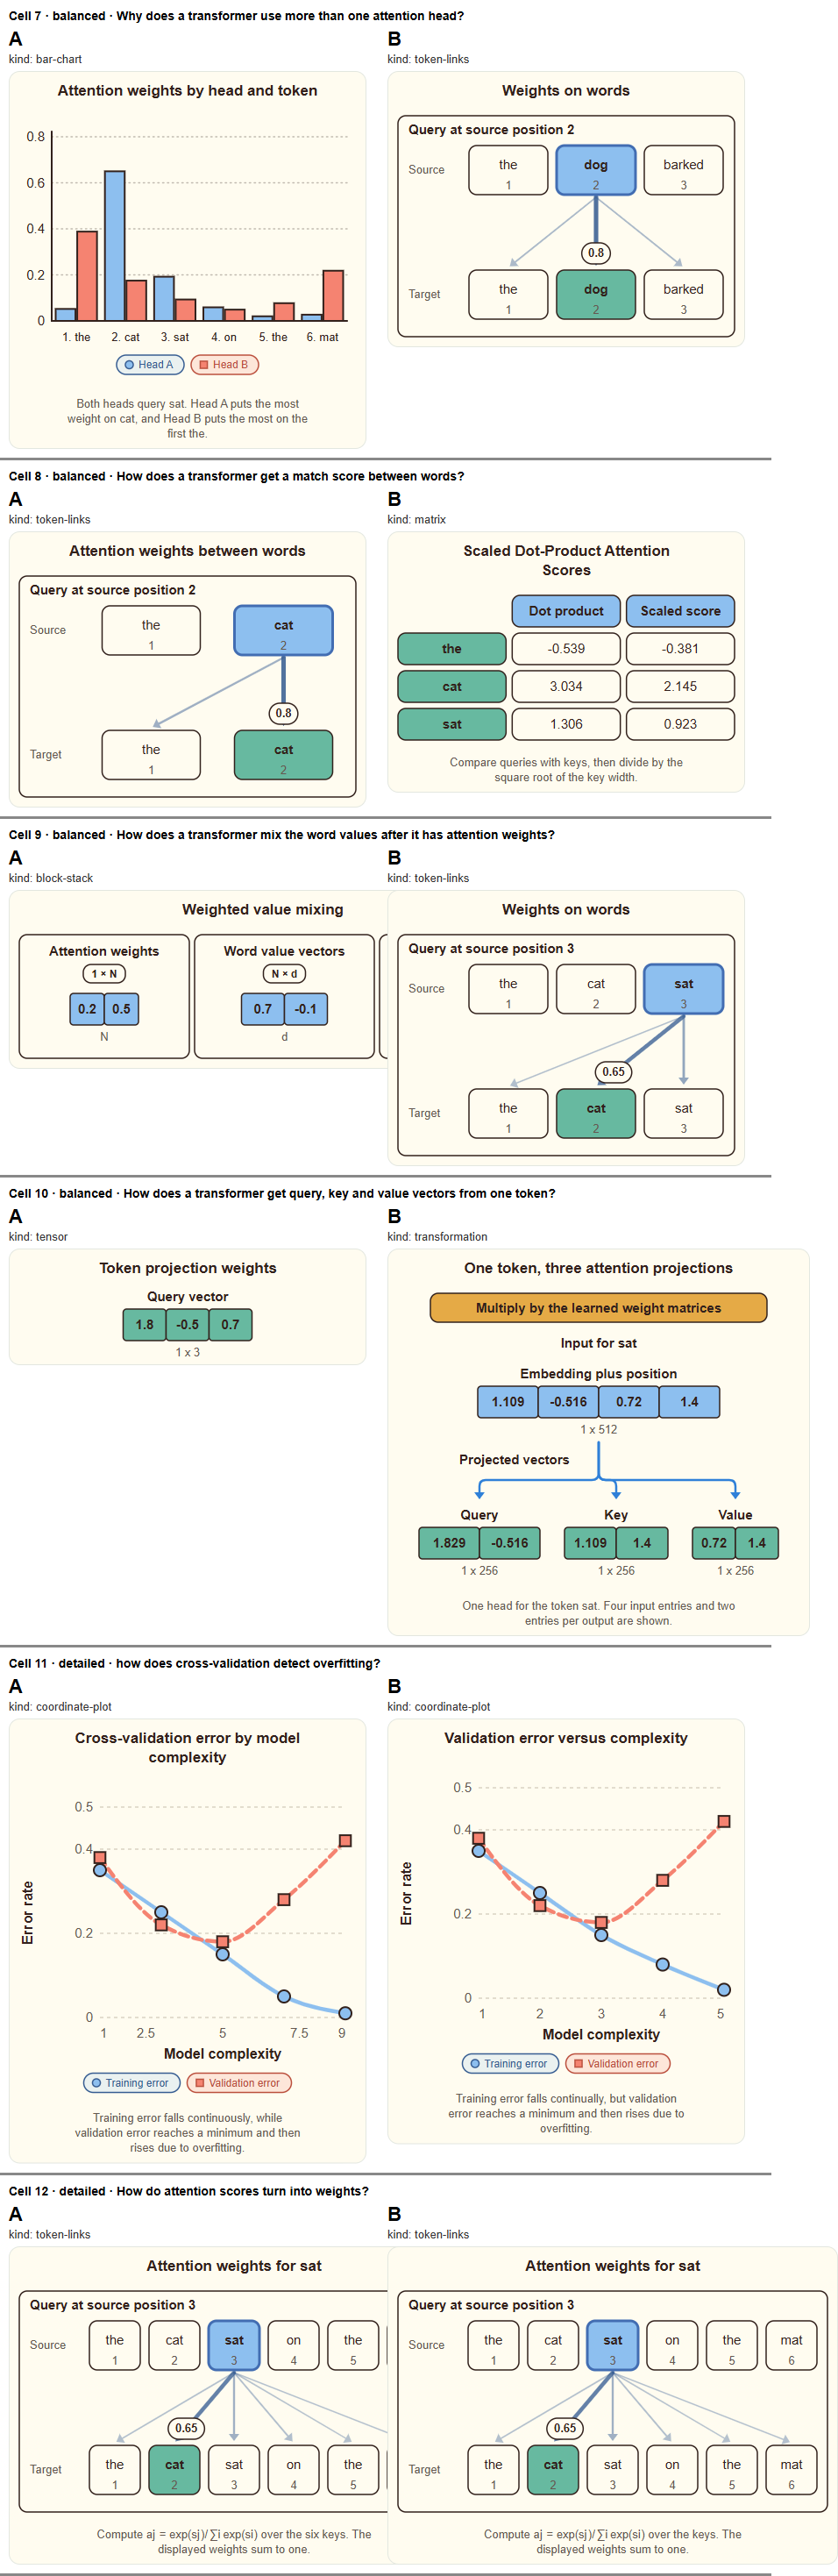 Cell 7 · balanced · Why does a transformer use more than one attention head?
A
kind: bar-chart
Attention weights by head and token
0.8
0.6
0.4
0.2
0
1. the 2. cat 3. sat 4. on 5. the 6. mat
Head A Head B
Both heads query sat. Head A puts the most
weight on cat, and Head B puts the most on the
first the.
B
kind: token-links
Weights on words
Query at source position 2
Source
the dog barked
1 2 3
0.8
Target
the dog barked
1 2 3
Cell 8 · balanced · How does a transformer get a match score between words?
A
kind: token-links
Attention weights between words
Query at source position 2
Source
the cat
1 2
0.8
Target
the cat
1 2
B
kind: matrix
Scaled Dot-Product Attention
Scores
Dot product Scaled score
the -0.539 -0.381
cat 3.034 2.145
sat 1.306 0.923
Compare queries with keys, then divide by the
square root of the key width.
Cell 9 · balanced · How does a transformer mix the word values after it has attention weights?
A
kind: block-stack
Weighted value mixing
Attention weights
1 × N
0.2 0.5
N
Word value vectors
N × d
0.7 -0.1
d
B
kind: token-links
Weights on words
Query at source position 3
Source
the cat sat
1 2 3
0.65
Target
the cat sat
1 2 3
Cell 10 · balanced · How does a transformer get query, key and value vectors from one token?
A
kind: tensor
Token projection weights
Query vector
1.8 -0.5 0.7
1 x 3
B
kind: transformation
One token, three attention projections
Multiply by the learned weight matrices
Input for sat
Embedding plus position
1.109 -0.516 0.72 1.4
1 x 512
Projected vectors
Query Key Value
1.829 -0.516 1.109 1.4 0.72 1.4
1 x 256 1 x 256 1 x 256
One head for the token sat. Four input entries and two
entries per output are shown.
Cell 11 · detailed · how does cross-validation detect overfitting?
A
kind: coordinate-plot
Cross-validation error by model
complexity
Error rate
0.5
0.4
0.2
0
1 2.5 5 7.5 9
Model complexity
Training error Validation error
Training error falls continuously, while
validation error reaches a minimum and then
rises due to overfitting.
B
kind: coordinate-plot
Validation error versus complexity
Error rate
0.5
0.4
0.2
0
1 2 3 4 5
Model complexity
Training error Validation error
Training error falls continually, but validation
error reaches a minimum and then rises due to
overfitting.
Cell 12 · detailed · How do attention scores turn into weights?
A
kind: token-links
Attention weights for sat
Query at source position 3
Source
the cat sat on the
1 2 3 4 5
0.65
Target
the cat sat on the
1 2 3 4 5
Compute aj = exp(sj)/∑i exp(si) over the six keys. The
displayed weights sum to one.
B
kind: token-links
Attention weights for sat
Query at source position 3
Source
the cat sat on the mat
1 2 3 4 5 6
0.65
Target
the cat sat on the mat
1 2 3 4 5 6
Compute aj = exp(sj)/∑i exp(si) over the keys. The
displayed weights sum to one.